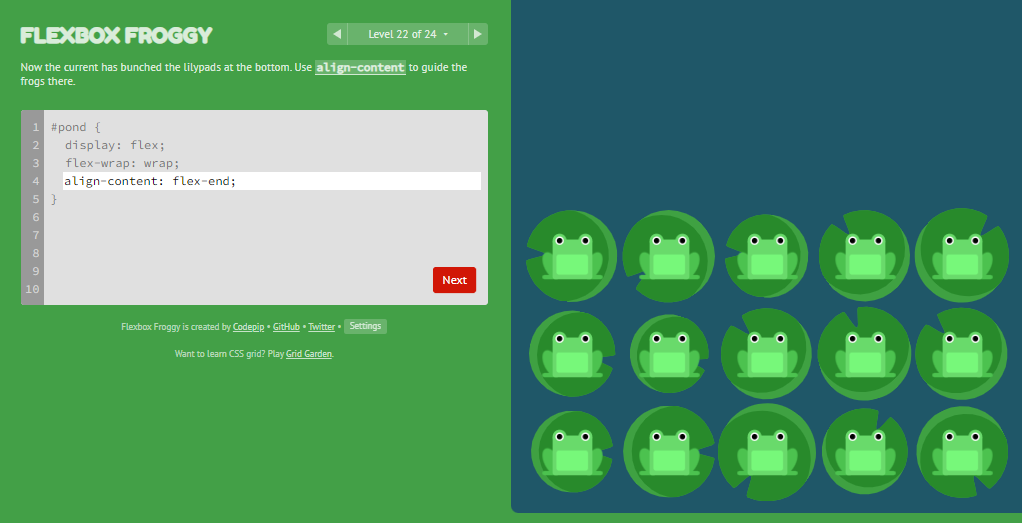 FLEXBOX FROGGY
◀ Level 22 of 24 ▾ ▶
Now the current has bunched the lilypads at the bottom. Use align-content to guide the
frogs there.
1 #pond {
2 display: flex;
3 flex-wrap: wrap;
4 align-content: flex-end;
5 }
6
7
8
9
10
Next
Flexbox Froggy is created by Codepip • GitHub • Twitter • Settings
Want to learn CSS grid? Play Grid Garden.